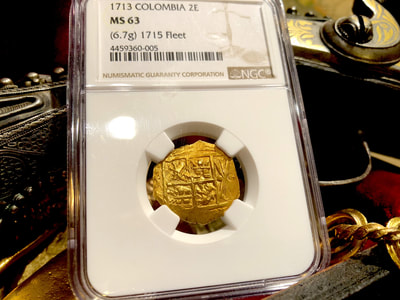 1713 COLOMBIA 2E
MS 63
(6.7g) 1715 Fleet
4459360-005
NUMISMATIC GUARANTY CORPORATION
NGC